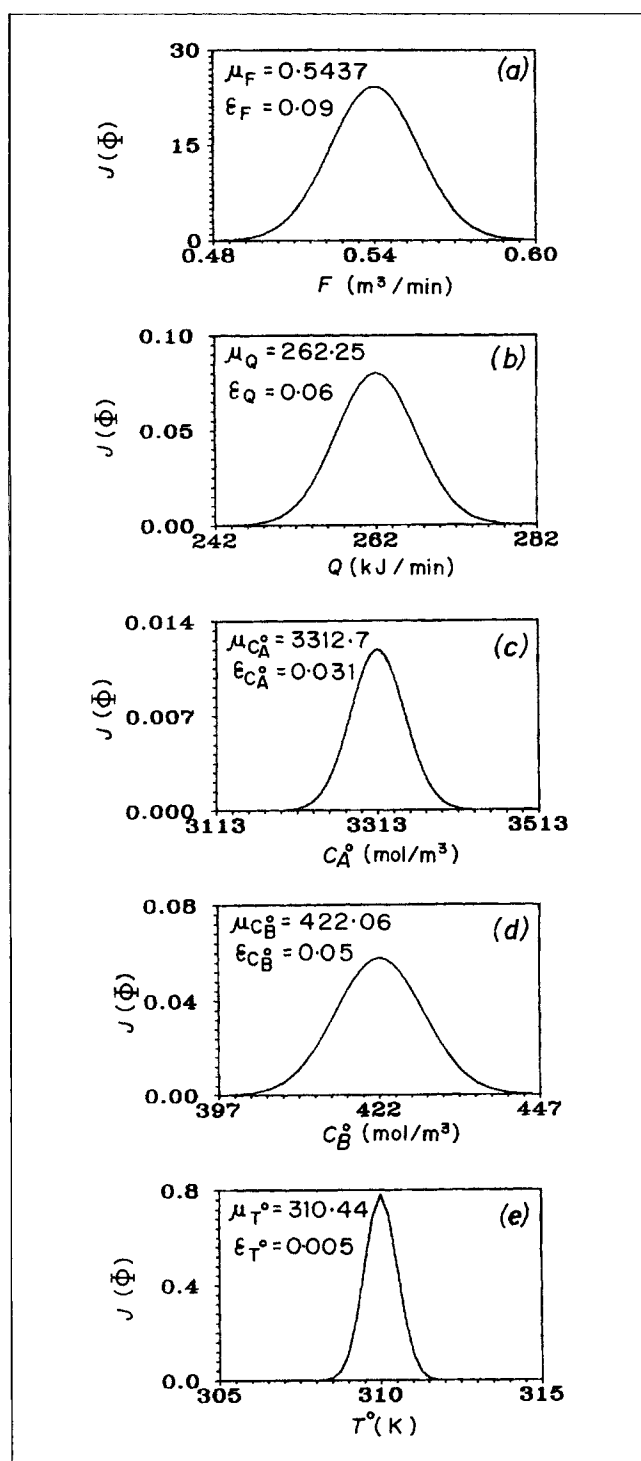 30
15
0
J(Φ)
μF=0·5437
εF=0·09
(a)
0.48 0.54 0.60
F (m³/min)
0.10
0.05
0.00
J(Φ)
μQ=262·25
εQ=0·06
(b)
242 262 282
Q(kJ/min)
0.014
0.007
0.000
J(Φ)
μC°A=3312·7
εC°A=0·031
(c)
3113 3313 3513
C°A (mol/m³)
0.08
0.04
0.00
J(Φ)
μC°B=422·06
εC°B=0·05
(d)
397 422 447
C°B (mol/m³)
0.8
0.4
0.0
J(Φ)
μT°=310·44
εT°=0·005
(e)
305 310 315
T°(K)